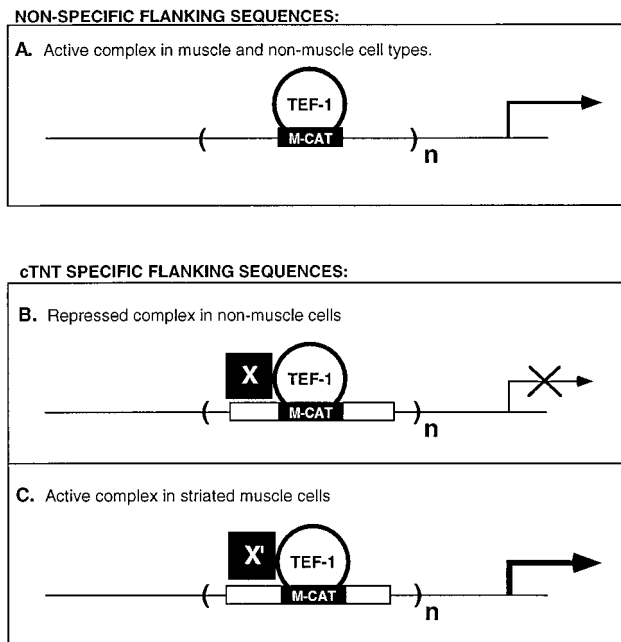 NON-SPECIFIC FLANKING SEQUENCES:
A. Active complex in muscle and non-muscle cell types.
TEF-1
( M-CAT )n
cTNT SPECIFIC FLANKING SEQUENCES:
B. Repressed complex in non-muscle cells
X TEF-1
( M-CAT )n
C. Active complex in striated muscle cells
X' TEF-1
( M-CAT )n